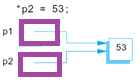 *p2 = 53;
p1
53
p2